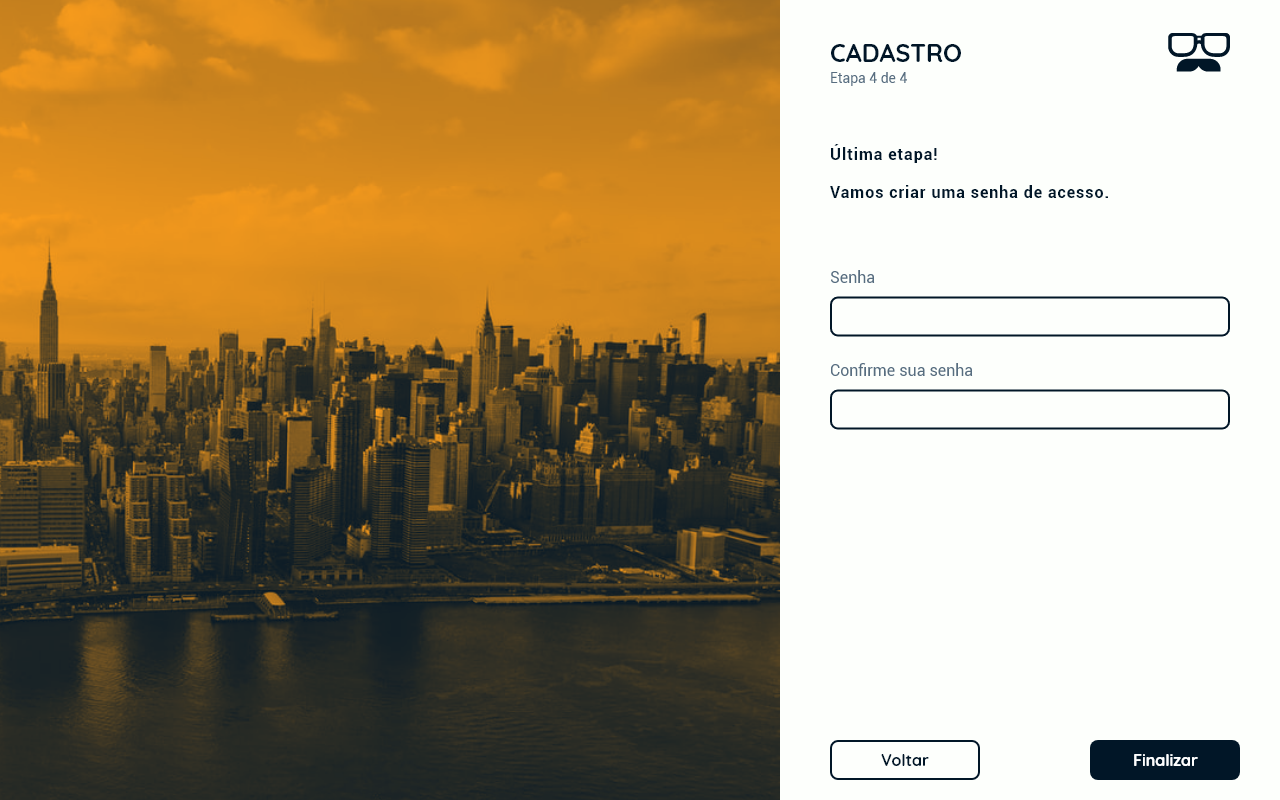 CADASTRO
Etapa 4 de 4
Última etapa!
Vamos criar uma senha de acesso.
Senha
Confirme sua senha
Voltar
Finalizar